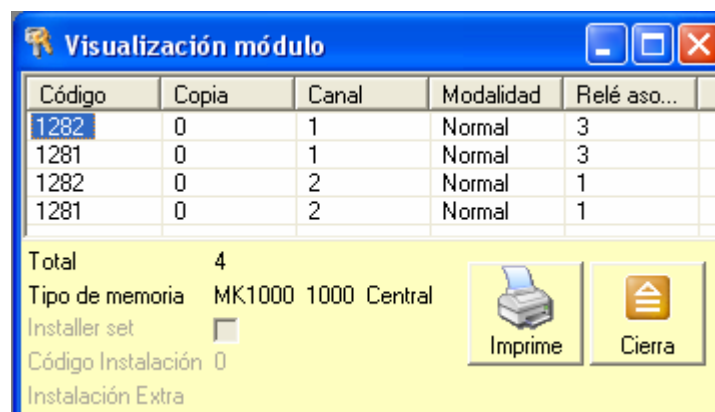 Visualización módulo
Código Copia Canal Modalidad Relé aso...
1282 0 1 Normal 3
1281 0 1 Normal 3
1282 0 2 Normal 1
1281 0 2 Normal 1
Total 4
Tipo de memoria MK1000 1000 Central
Installer set
Código Instalación 0
Instalación Extra
Imprime
Cierra